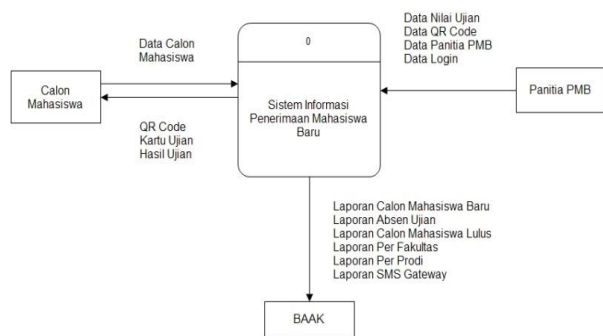 Data Calon
Mahasiswa
0
Data Nilai Ujian
Data QR Code
Data Panitia PMB
Data Login
Calon
Mahasiswa
Sistem Informasi
Penerimaan Mahasiswa
Baru
Panitia PMB
QR Code
Kartu Ujian
Hasil Ujian
Laporan Calon Mahasiswa Baru
Laporan Absen Ujian
Laporan Calon Mahasiswa Lulus
Laporan Per Fakultas
Laporan Per Prodi
Laporan SMS Gateway
BAAK